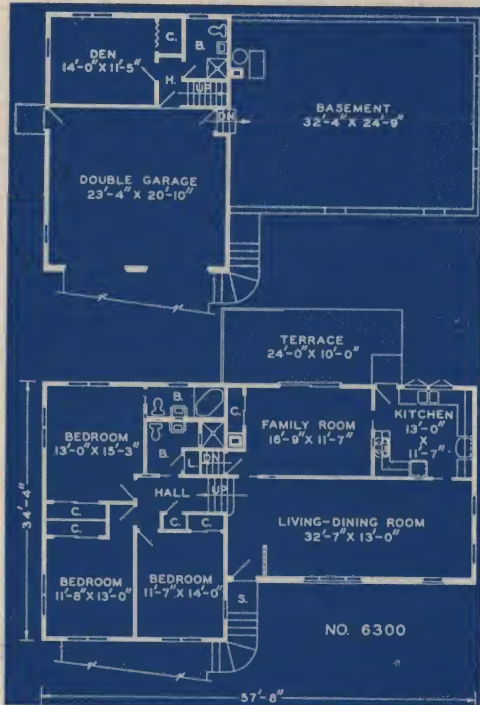 DEN
14'-0" X 11'-5"
C.
B.
H.
UP
DN
BASEMENT
32'-4" X 24'-9"
DOUBLE GARAGE
23'-4" X 20'-10"
TERRACE
24'-0" X 10'-0"
B.
C.
BEDROOM
13'-0" X 15'-3"
B.
L.
DN
FAMILY ROOM
16'-9" X 11'-7"
KITCHEN
13'-0"
X
11'-7"
HALL
UP
C.
C.
C.
C.
LIVING-DINING ROOM
32'-7" X 13'-0"
BEDROOM
11'-8" X 13'-0"
BEDROOM
11'-7" X 14'-0"
S.
34'-4"
NO. 6300
57'-8"